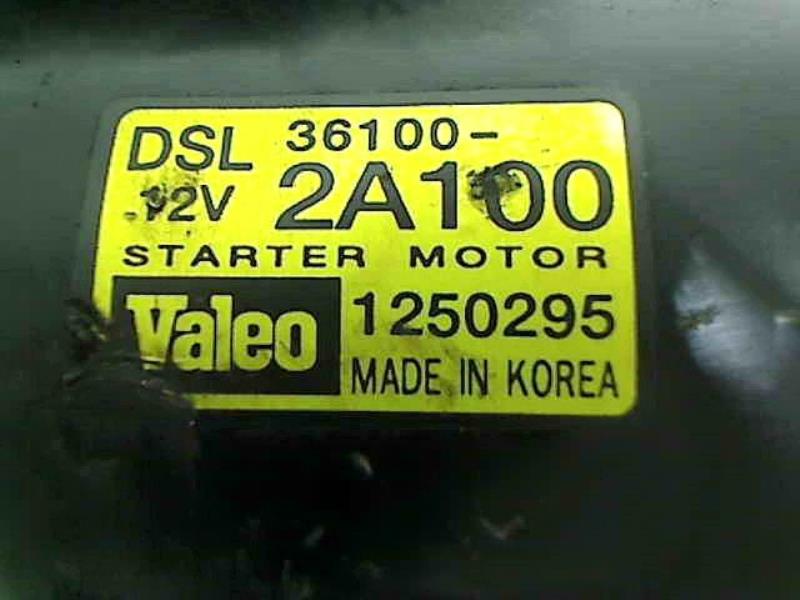 DSL 36100-
12V 2A100
STARTER MOTOR
Valeo 1250295
MADE IN KOREA